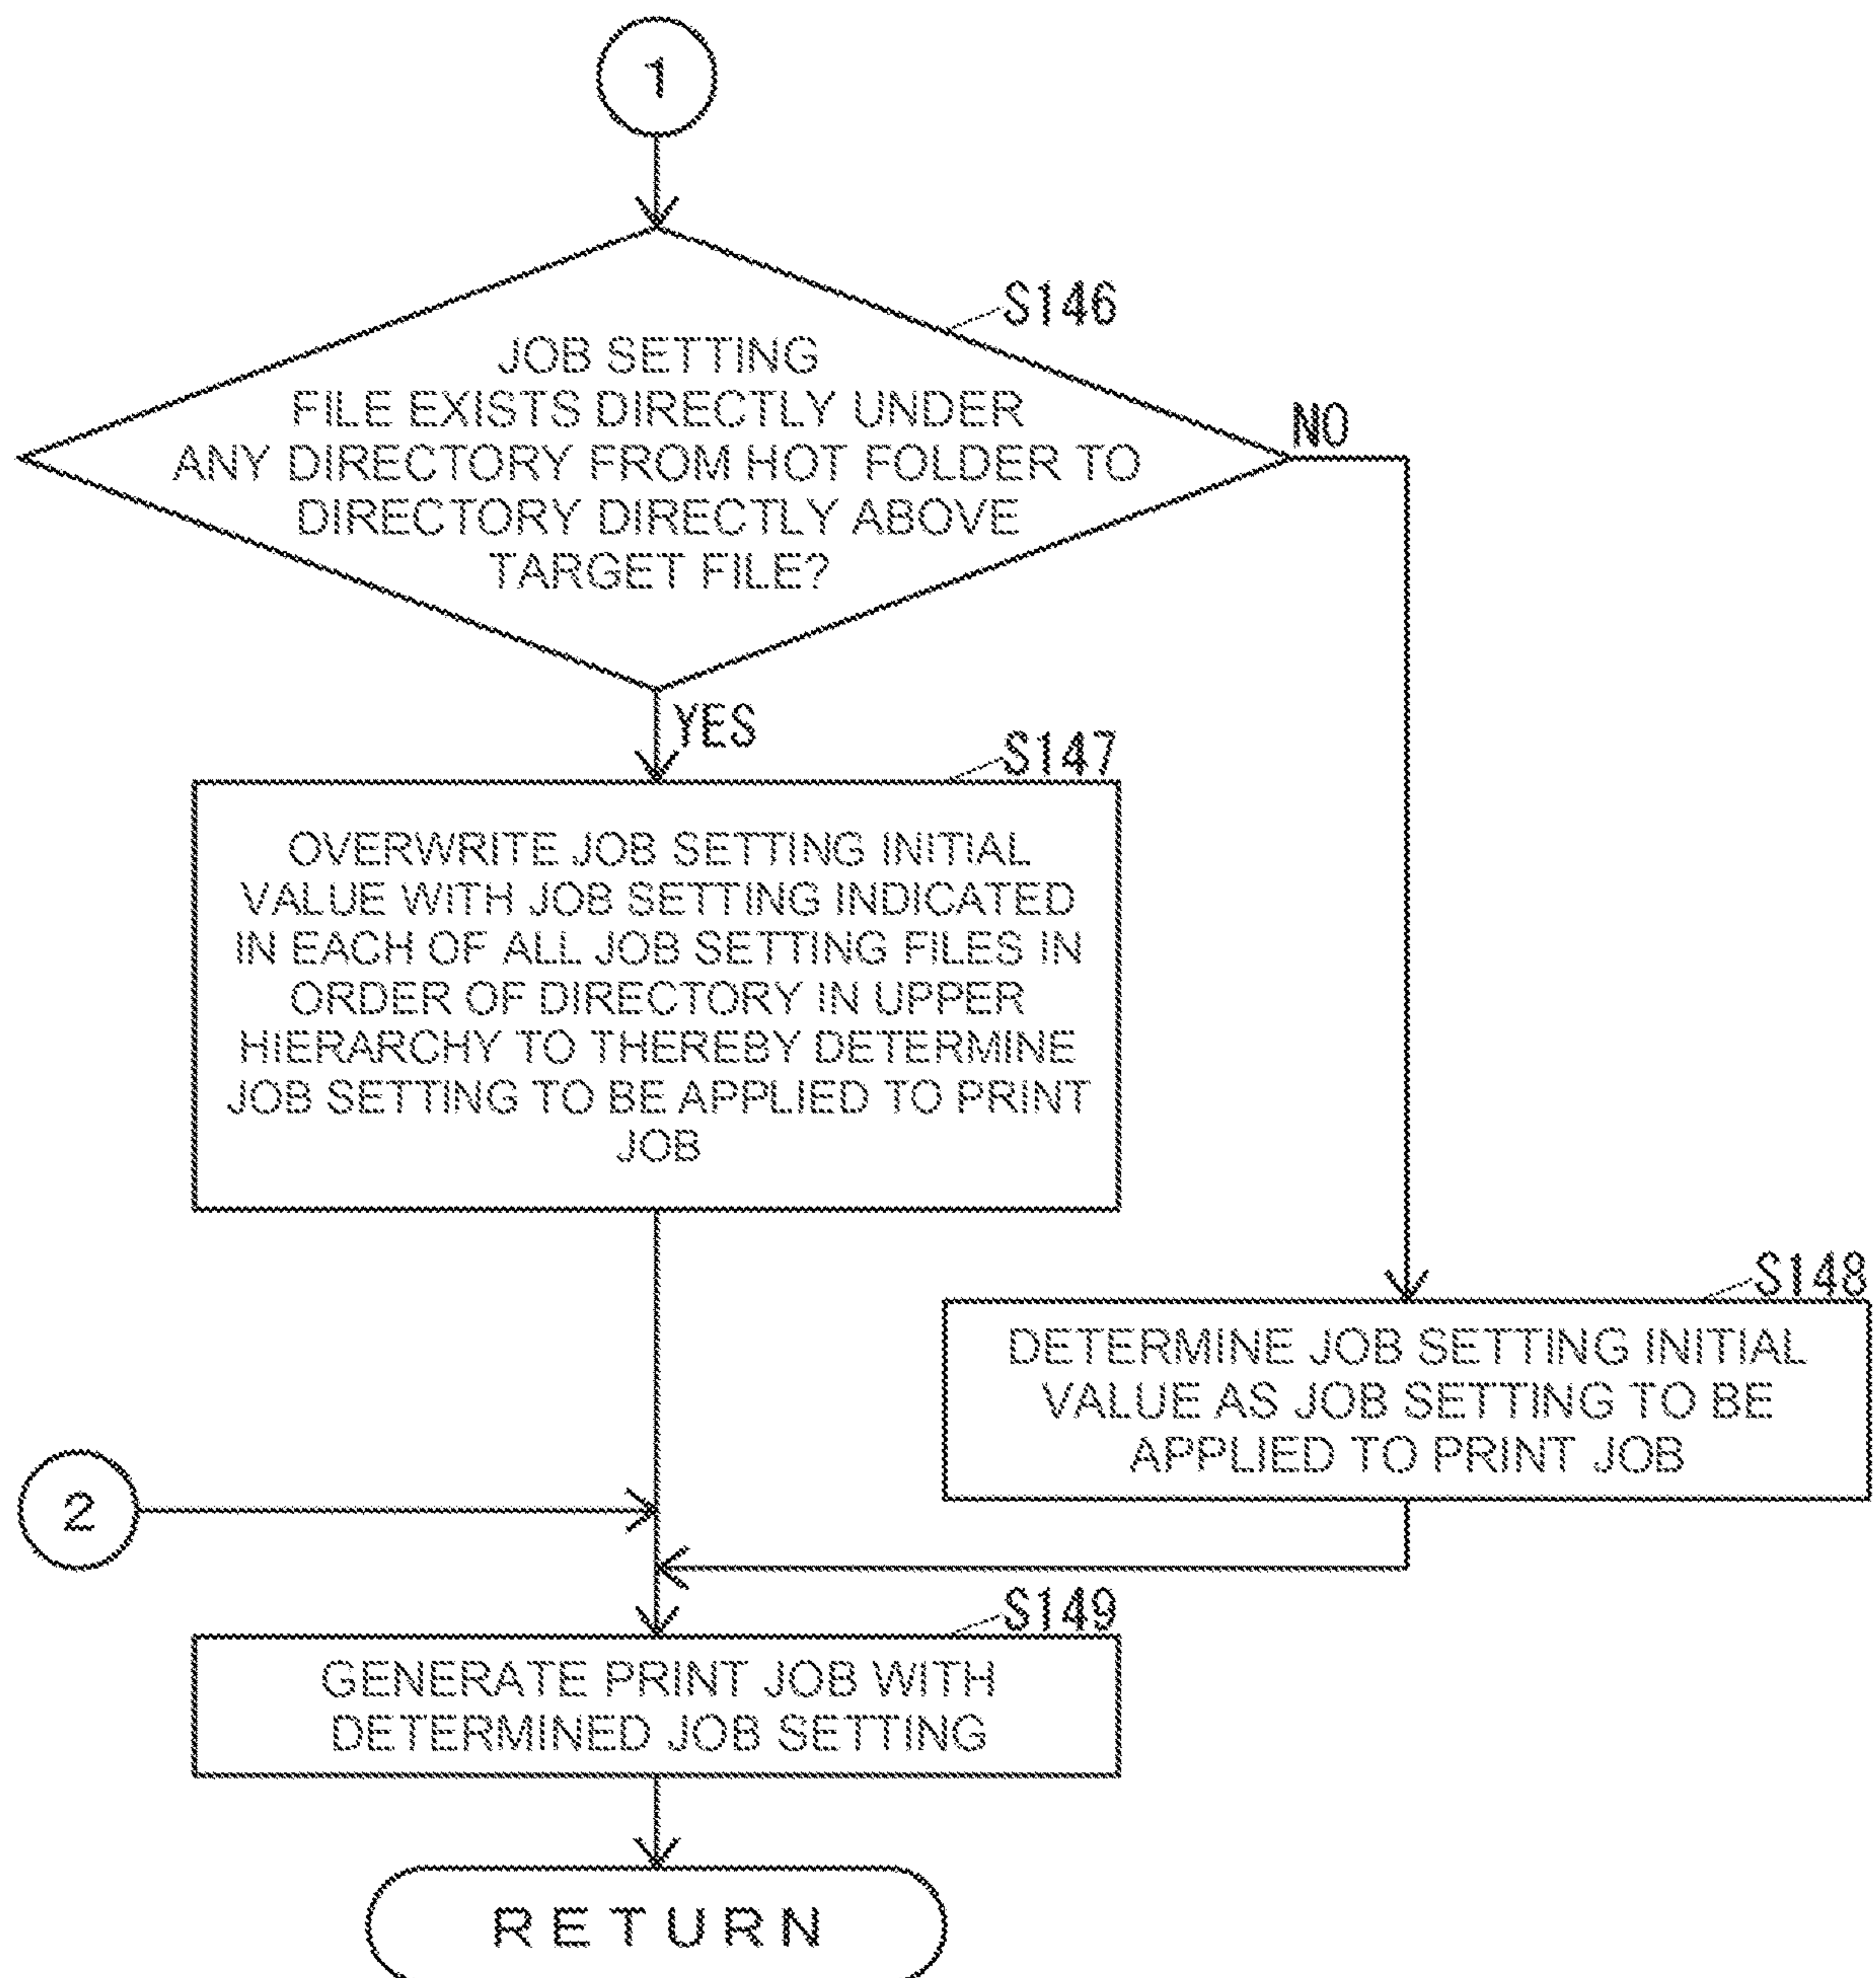 1
S146
JOB SETTING
FILE EXISTS DIRECTLY UNDER
ANY DIRECTORY FROM HOT FOLDER TO
DIRECTORY DIRECTLY ABOVE
TARGET FILE?
NO
YES
S147
OVERWRITE JOB SETTING INITIAL
VALUE WITH JOB SETTING INDICATED
IN EACH OF ALL JOB SETTING FILES IN
ORDER OF DIRECTORY IN UPPER
HIERARCHY TO THEREBY DETERMINE
JOB SETTING TO BE APPLIED TO PRINT
JOB
S148
DETERMINE JOB SETTING INITIAL
VALUE AS JOB SETTING TO BE
APPLIED TO PRINT JOB
2
S149
GENERATE PRINT JOB WITH
DETERMINED JOB SETTING
RETURN